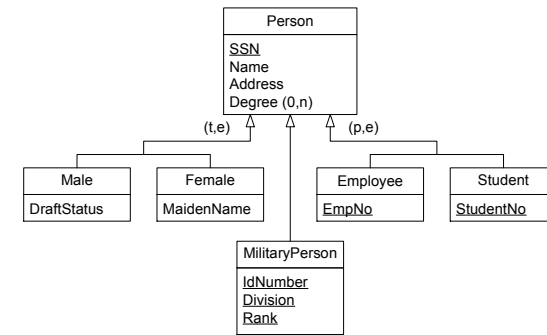 Person
SSN
Name
Address
Degree (0,n)
(t,e)
(p,e)
Male
DraftStatus
Female
MaidenName
Employee
EmpNo
Student
StudentNo
MilitaryPerson
IdNumber
Division
Rank